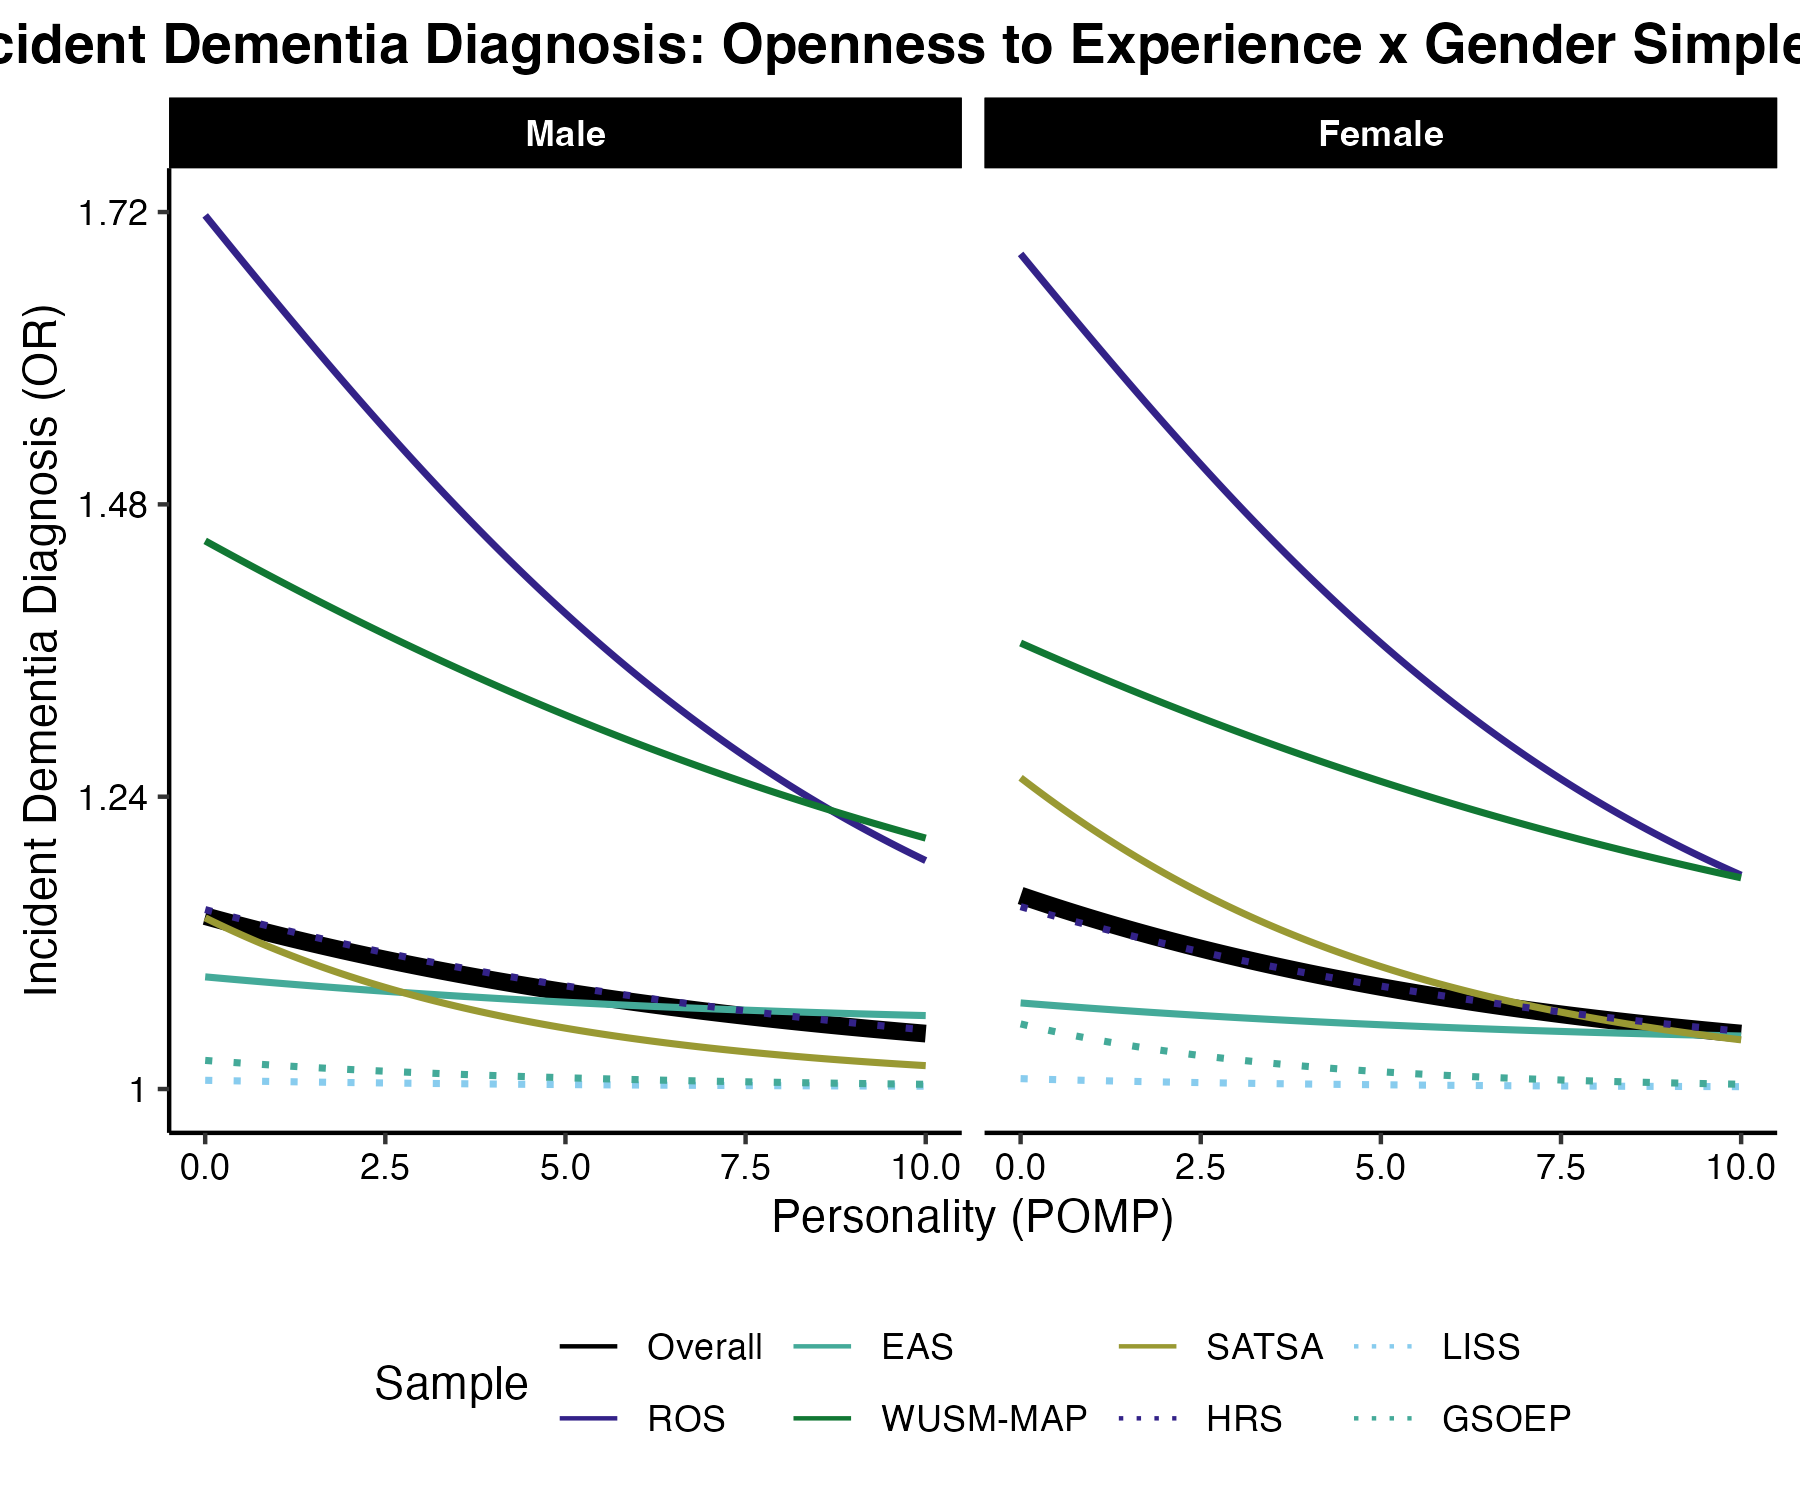 cident Dementia Diagnosis: Openness to Experience x Gender Simple
Male
Female
Incident Dementia Diagnosis (OR)
1.72
1.48
1.24
1
0.0 2.5 5.0 7.5 10.0
0.0 2.5 5.0 7.5 10.0
Personality (POMP)
Sample
Overall EAS SATSA LISS
ROS WUSM-MAP HRS GSOEP